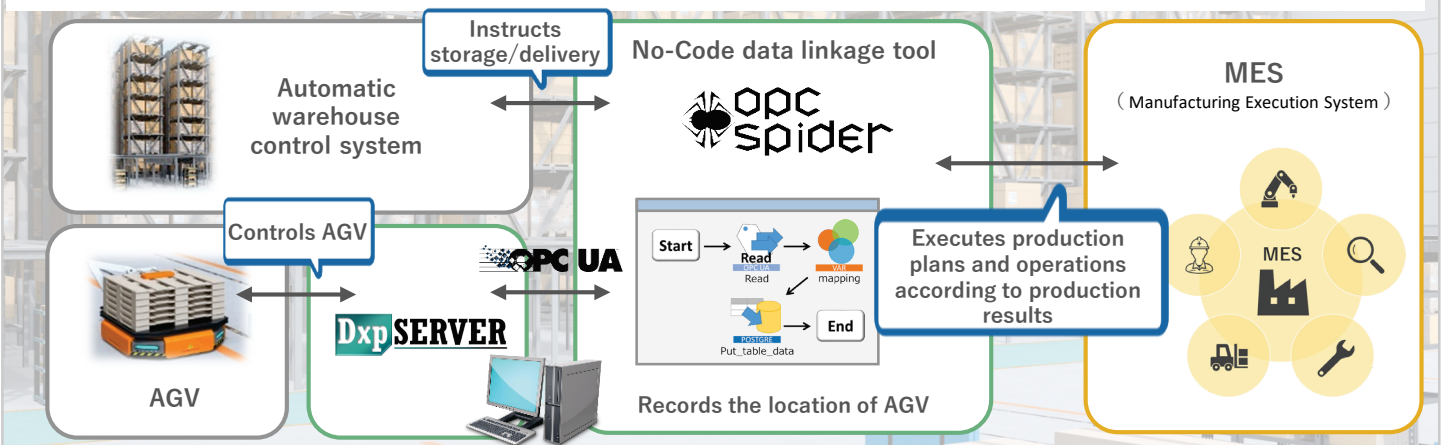 Instructs
storage/delivery
Automatic
warehouse
control system
No-Code data linkage tool
opc
spider
MES
( Manufacturing Execution System )
Controls AGV
AGV
OPC UA
Dxp SERVER
Start
Read
OPC UA
Read
VAR
mapping
POSTGRE
Put_table_data
End
Records the location of AGV
Executes production
plans and operations
according to production
results
MES